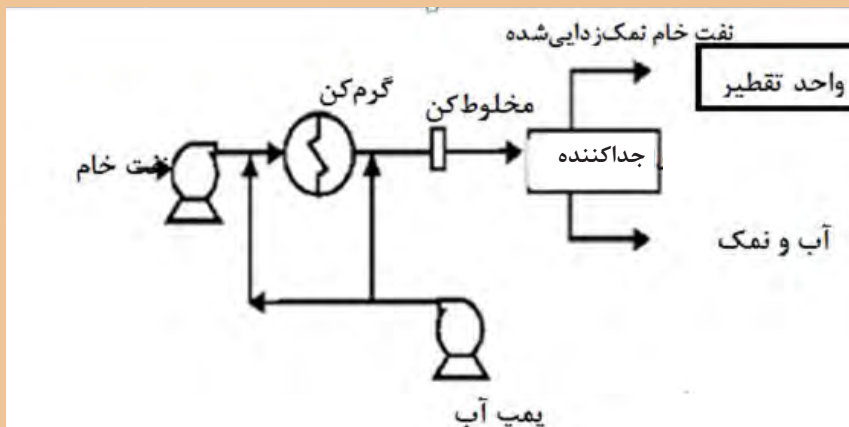 نفت خام نمک‌زدایی‌شده
واحد تقطیر
گرم‌کن
مخلوط‌کن
جداکننده
نفت خام
آب و نمک
پمپ آب